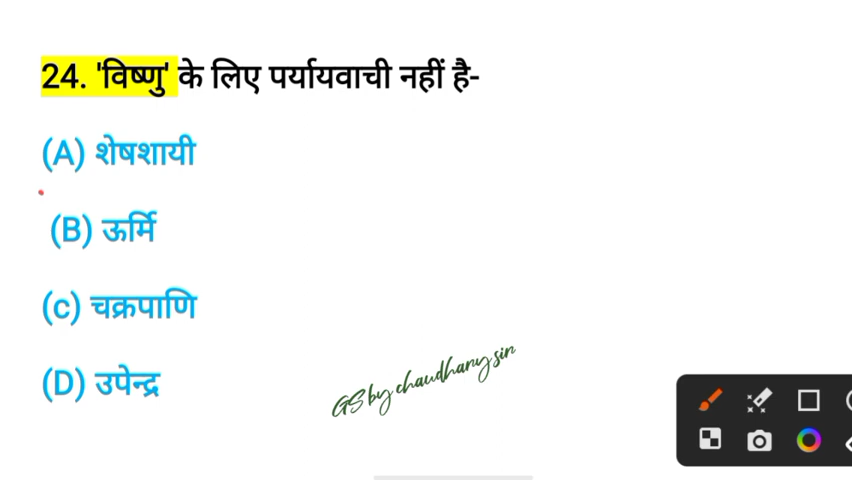 24. 'विष्णु' के लिए पर्यायवाची नहीं है-
(A) शेषशायी
(B) ऊर्मि
(c) चक्रपाणि
(D) उपेन्द्र
GS by chaudhary sir